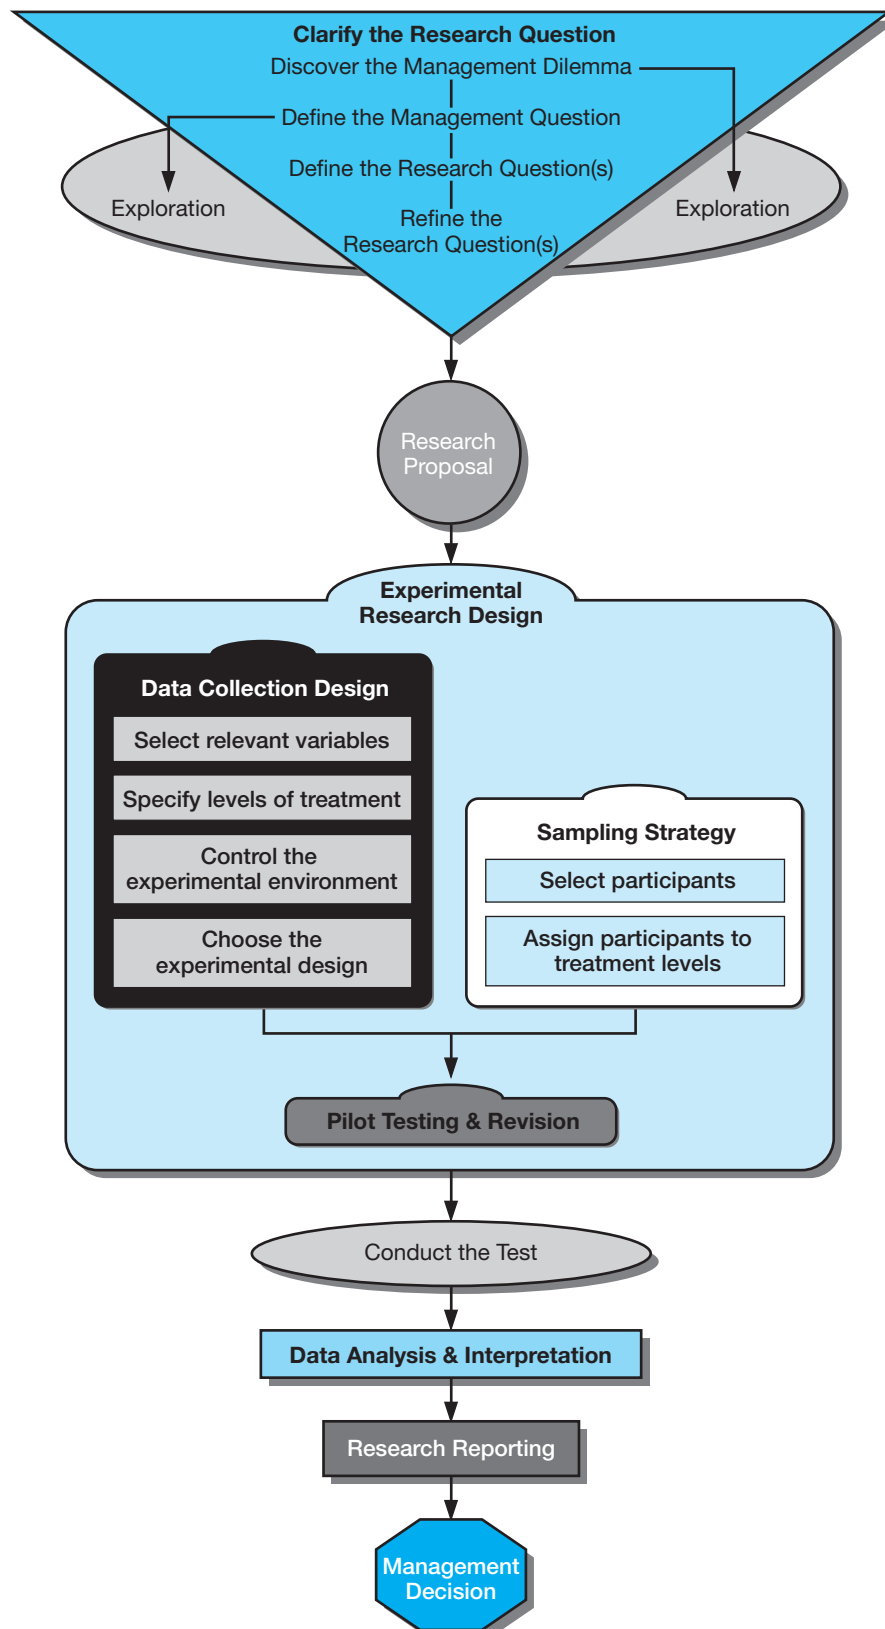 Clarify the Research Question
Discover the Management Dilemma
Define the Management Question
Define the Research Question(s)
Exploration
Refine the
Research Question(s)
Exploration
Research
Proposal
Experimental
Research Design
Data Collection Design
Select relevant variables
Specify levels of treatment
Control the
experimental environment
Choose the
experimental design
Sampling Strategy
Select participants
Assign participants to
treatment levels
Pilot Testing & Revision
Conduct the Test
Data Analysis & Interpretation
Research Reporting
Management
Decision